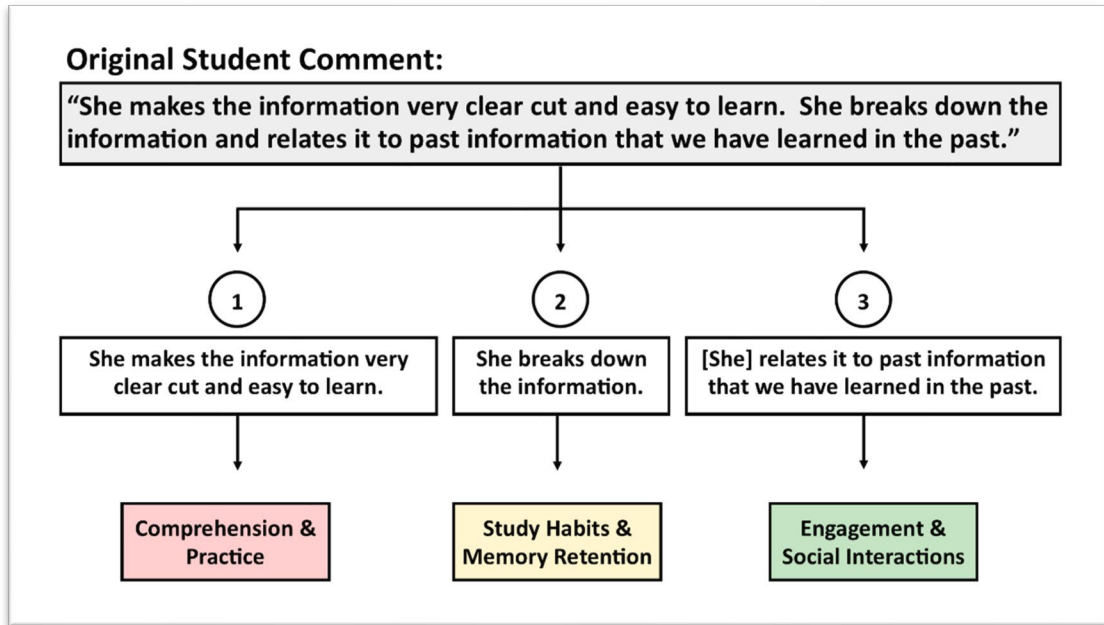 Original Student Comment:
“She makes the information very clear cut and easy to learn.  She breaks down the
information and relates it to past information that we have learned in the past.”
1
2
3
She makes the information very
clear cut and easy to learn.
She breaks down
the information.
[She] relates it to past information
that we have learned in the past.
Comprehension &
Practice
Study Habits &
Memory Retention
Engagement &
Social Interactions